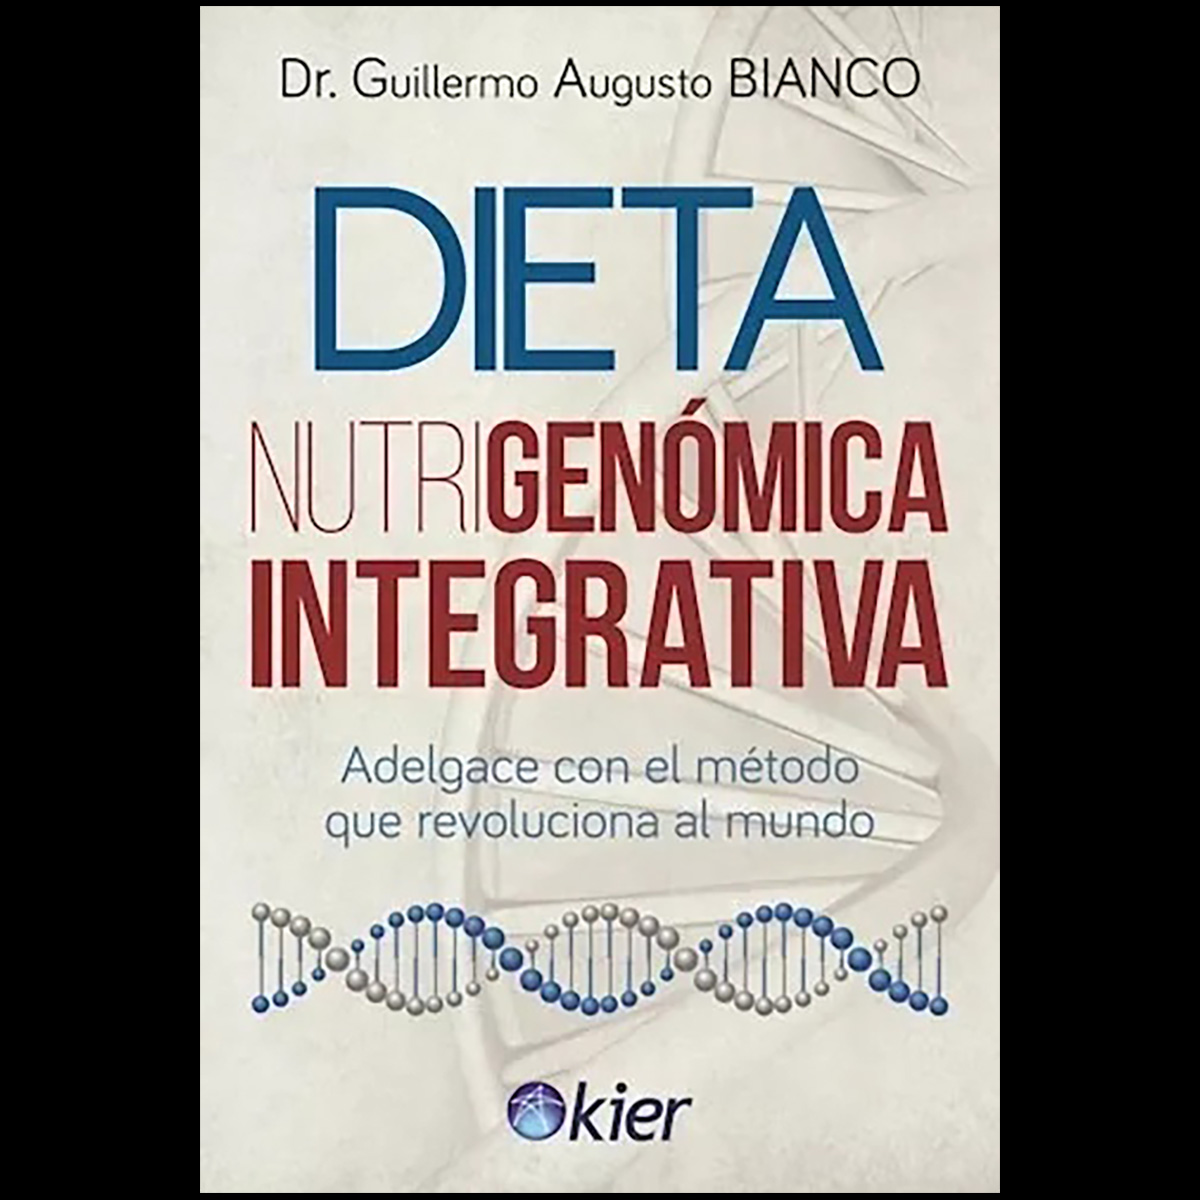 Dr. Guillermo Augusto BIANCO
DIETA
NUTRIGENÓMICA
INTEGRATIVA
Adelgace con el método
que revoluciona al mundo
kier